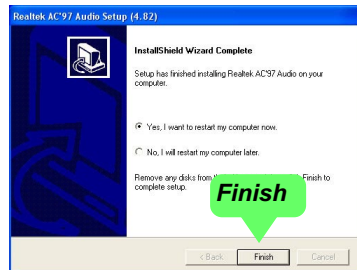 Realtek AC'97 Audio Setup (4.82)
InstallShield Wizard Complete
Setup has finished installing Realtek AC'97 Audio on your
computer.
Yes, I want to restart my computer now.
No, I will restart my computer later.
Remove any disks from Finish to
complete setup.
Finish
< Back Finish Cancel